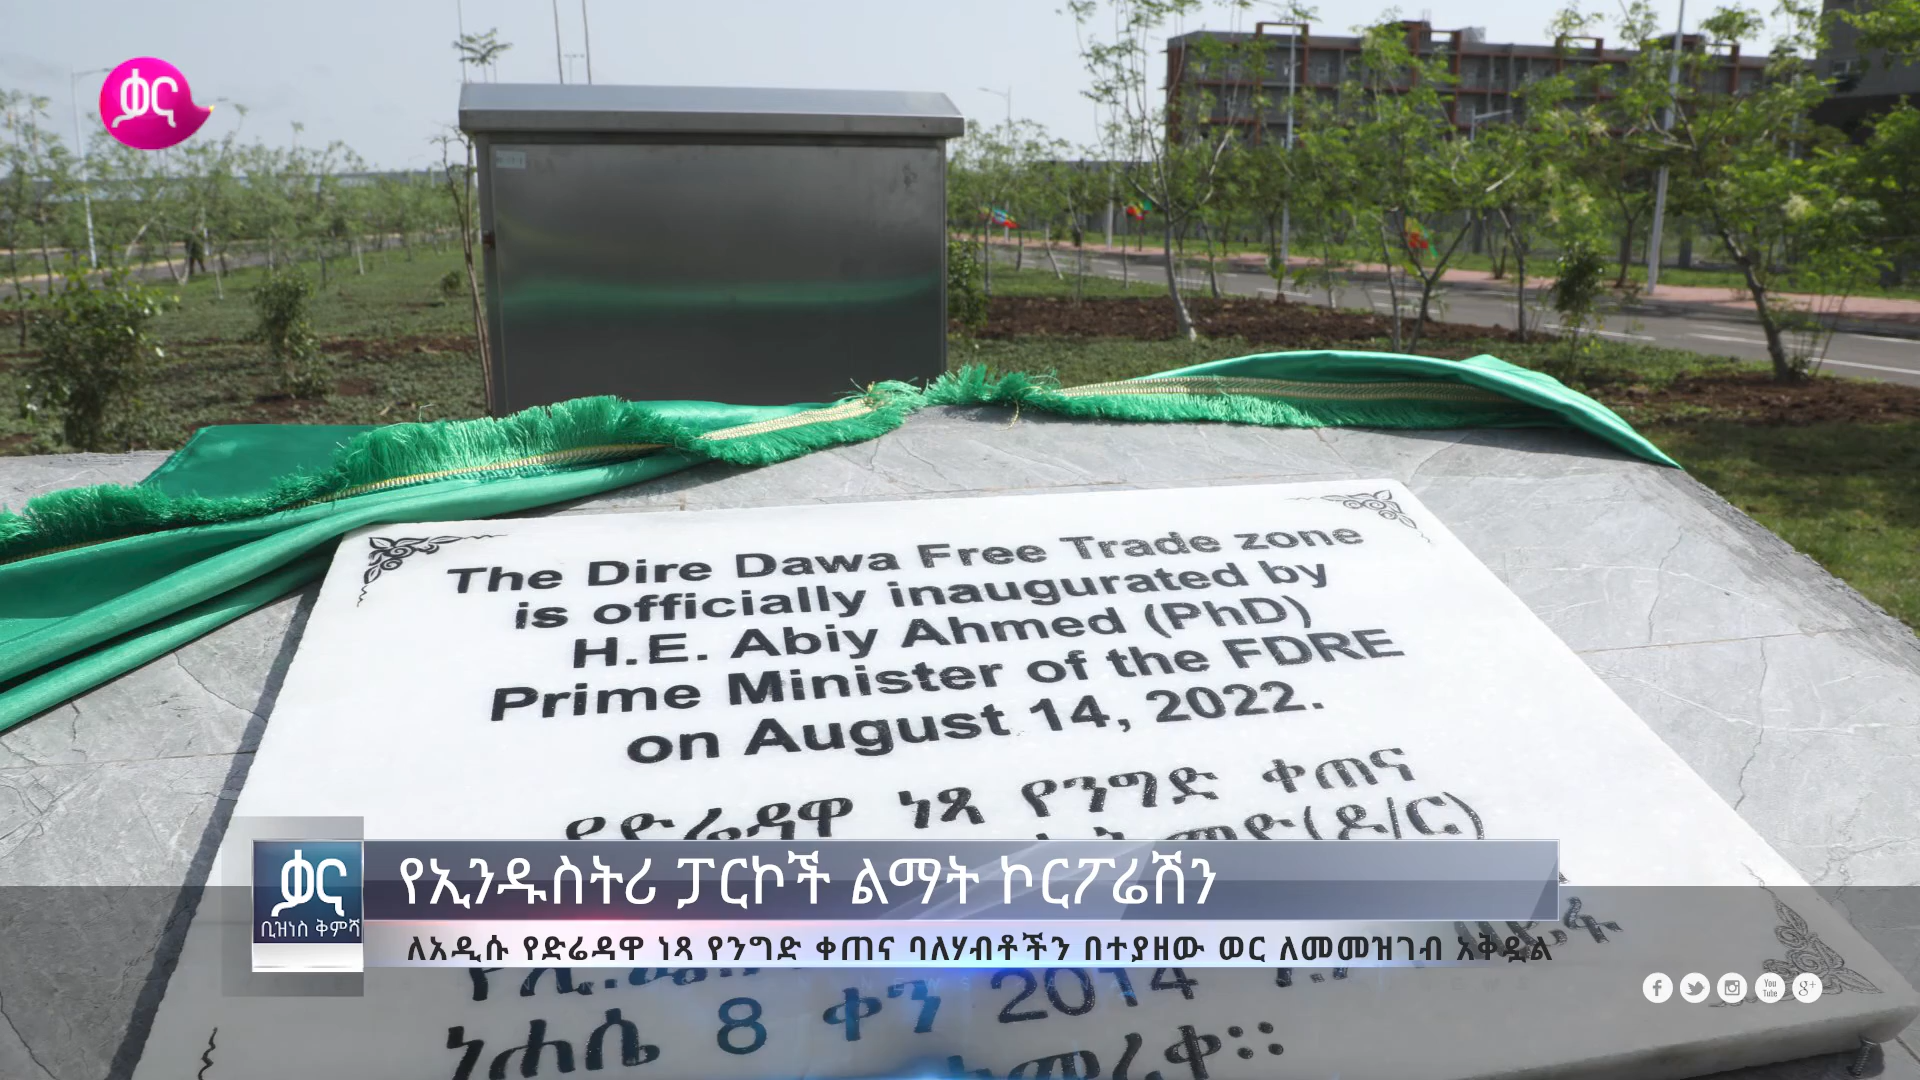 ቃና
The Dire Dawa Free Trade zone
is officially inaugurated by
H.E. Abiy Ahmed (PhD)
Prime Minister of the FDRE
on August 14, 2022.
የድሬዳዋ ነጻ የንግድ ቀጠና
(ዶ/ር)
ቃና
ቢዝነስ ቅምሻ
የኢንዱስትሪ ፓርኮች ልማት ኮርፖሬሽን
ለአዲሱ የድሬዳዋ ነጻ የንግድ ቀጠና ባለሃብቶችን በተያዘው ወር ለመመዝገብ አቅዷል
ነሐሴ 8 ቀን 2014
You Tube